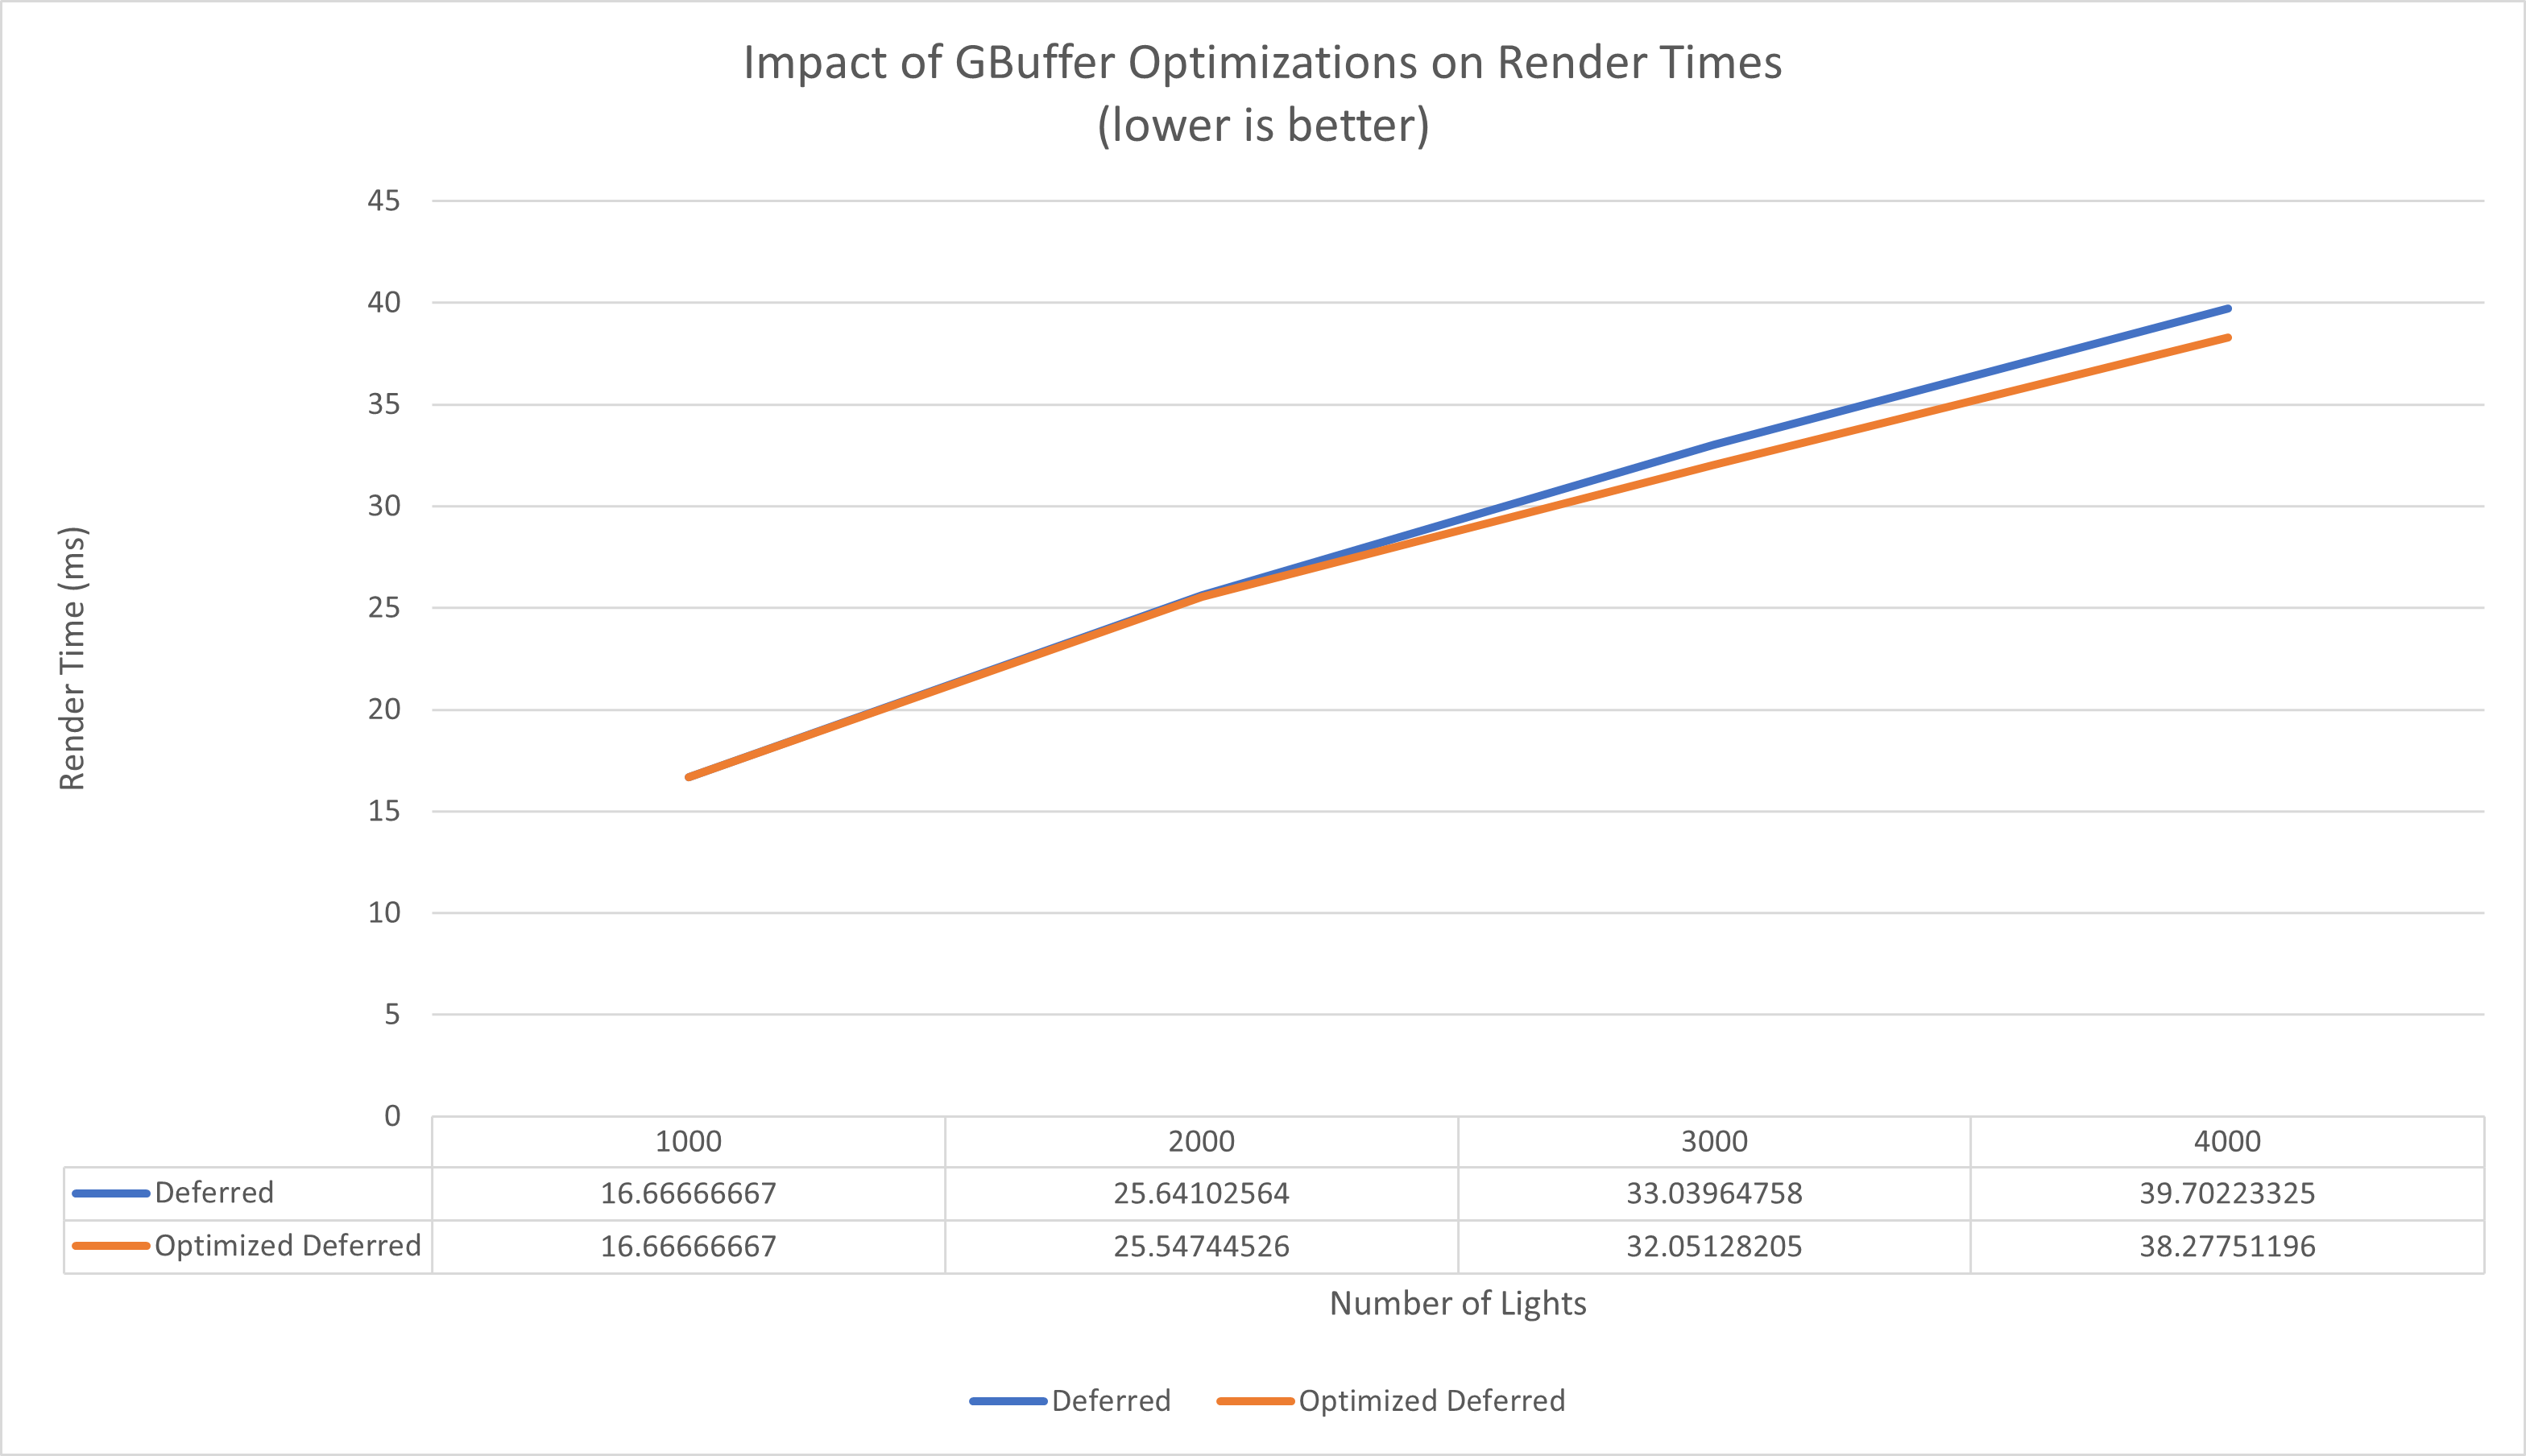 Impact of GBuffer Optimizations on Render Times
(lower is better)
45
40
35
30
25
20
15
10
5
0
Render Time (ms)
1000 2000 3000 4000
Deferred 16.66666667 25.64102564 33.03964758 39.70223325
Optimized Deferred 16.66666667 25.54744526 32.05128205 38.27751196
Number of Lights
Deferred Optimized Deferred